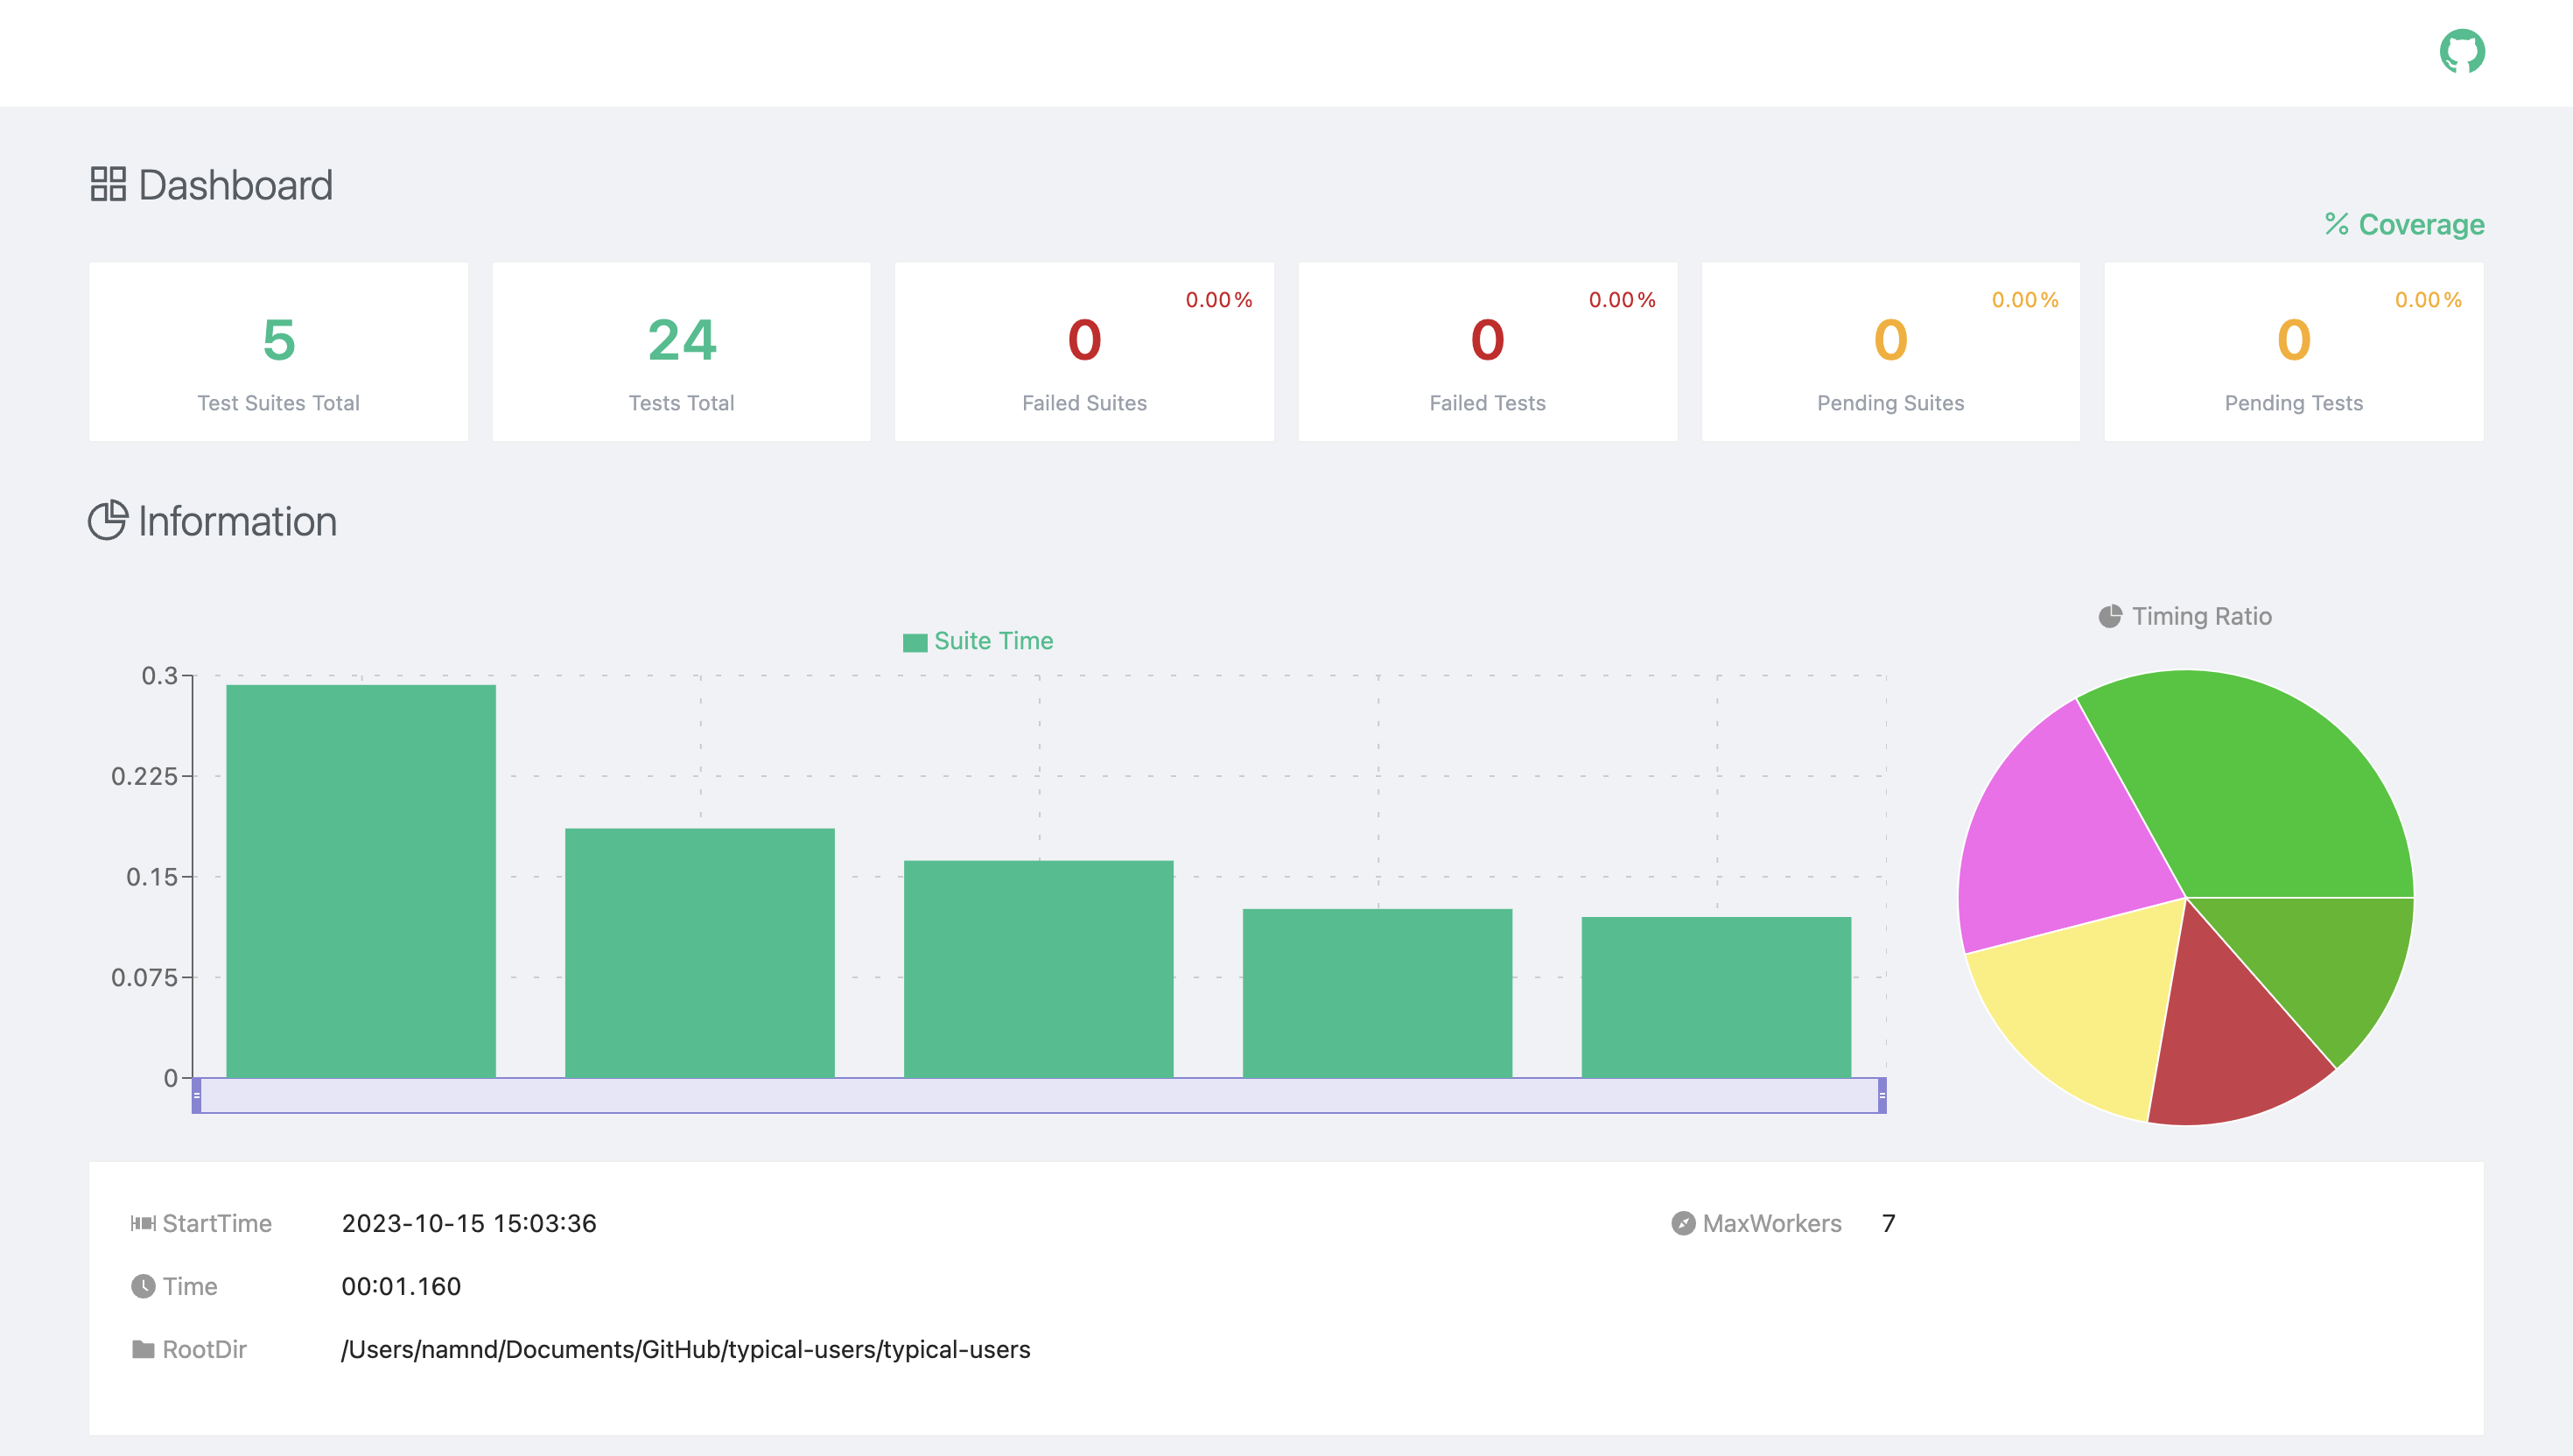 Dashboard
% Coverage
5
Test Suites Total
24
Tests Total
0.00%
0
Failed Suites
0.00%
0
Failed Tests
0.00%
0
Pending Suites
0.00%
0
Pending Tests
Information
Suite Time
0.3
0.225
0.15
0.075
0
Timing Ratio
StartTime 2023-10-15 15:03:36
MaxWorkers 7
Time 00:01.160
RootDir /Users/namnd/Documents/GitHub/typical-users/typical-users